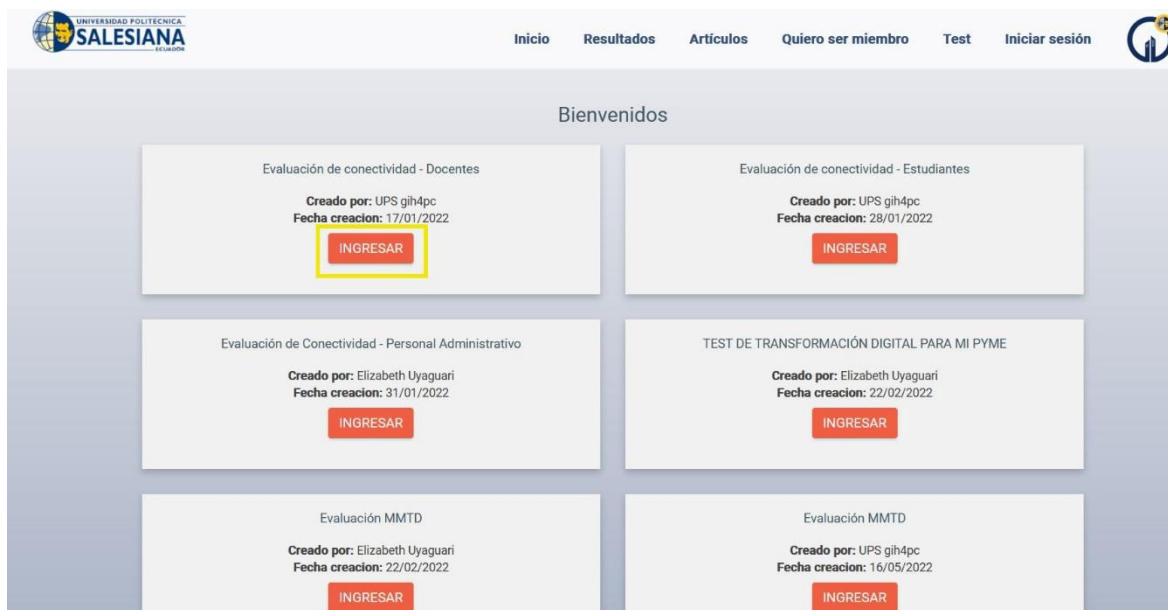 UNIVERSIDAD POLITÉCNICA
SALESIANA
ECUADOR
Inicio Resultados Artículos Quiero ser miembro Test Iniciar sesión
Bienvenidos
Evaluación de conectividad - Docentes
Creado por: UPS gih4pc
Fecha creacion: 17/01/2022
INGRESAR
Evaluación de conectividad - Estudiantes
Creado por: UPS gih4pc
Fecha creacion: 28/01/2022
INGRESAR
Evaluación de Conectividad - Personal Administrativo
Creado por: Elizabeth Uyaguari
Fecha creacion: 31/01/2022
INGRESAR
TEST DE TRANSFORMACIÓN DIGITAL PARA MI PYME
Creado por: Elizabeth Uyaguari
Fecha creacion: 22/02/2022
INGRESAR
Evaluación MMTD
Creado por: Elizabeth Uyaguari
Fecha creacion: 22/02/2022
INGRESAR
Evaluación MMTD
Creado por: UPS gih4pc
Fecha creacion: 16/05/2022
INGRESAR